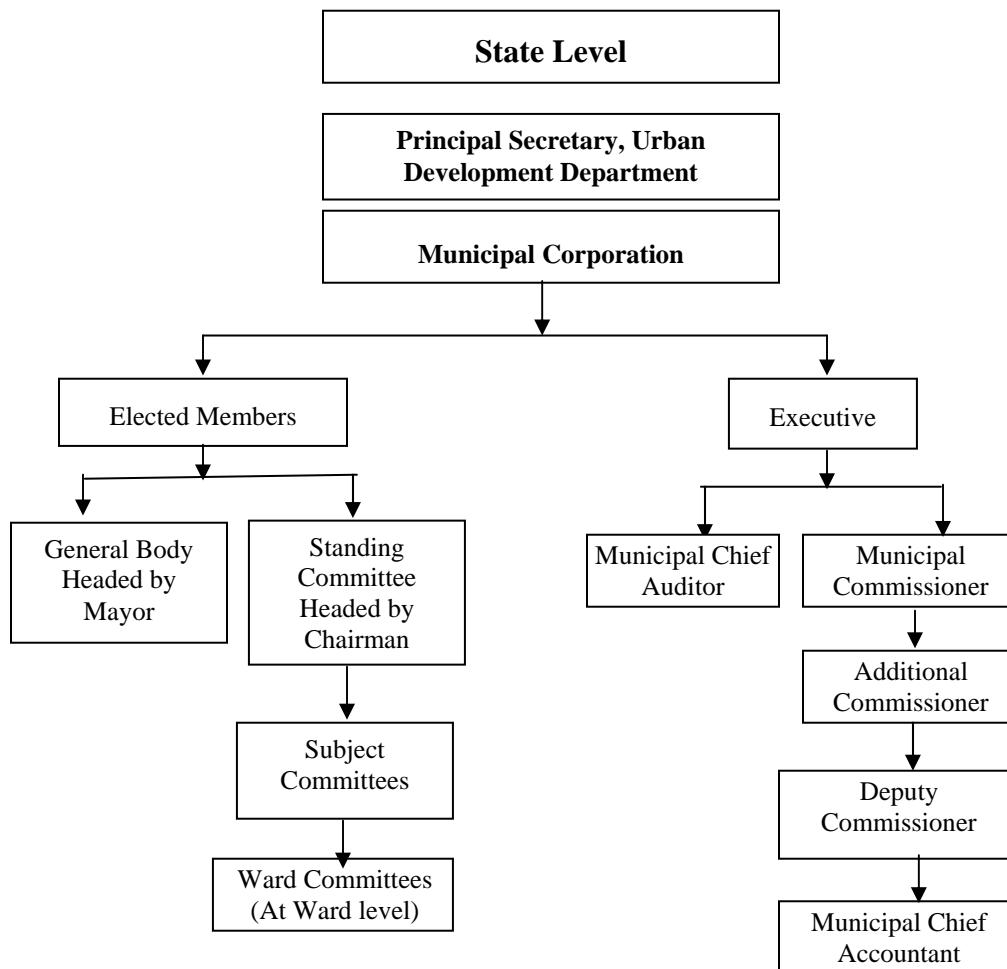 State Level
Principal Secretary, Urban
Development Department
Municipal Corporation
Elected Members
Executive
General Body
Headed by
Mayor
Standing
Committee
Headed by
Chairman
Municipal Chief
Auditor
Municipal
Commissioner
Additional
Commissioner
Subject
Committees
Deputy
Commissioner
Ward Committees
(At Ward level)
Municipal Chief
Accountant